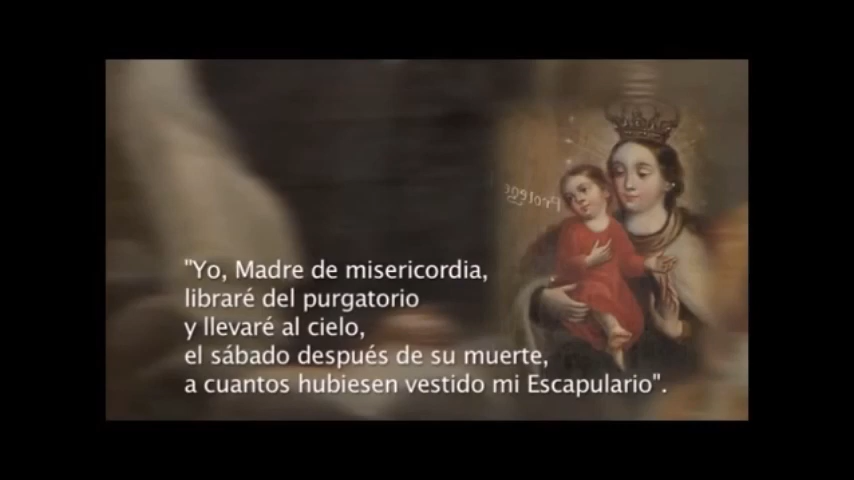 "Yo, Madre de misericordia,
libraré del purgatorio
y llevaré al cielo,
el sábado después de su muerte,
a cuantos hubiesen vestido mi Escapulario".